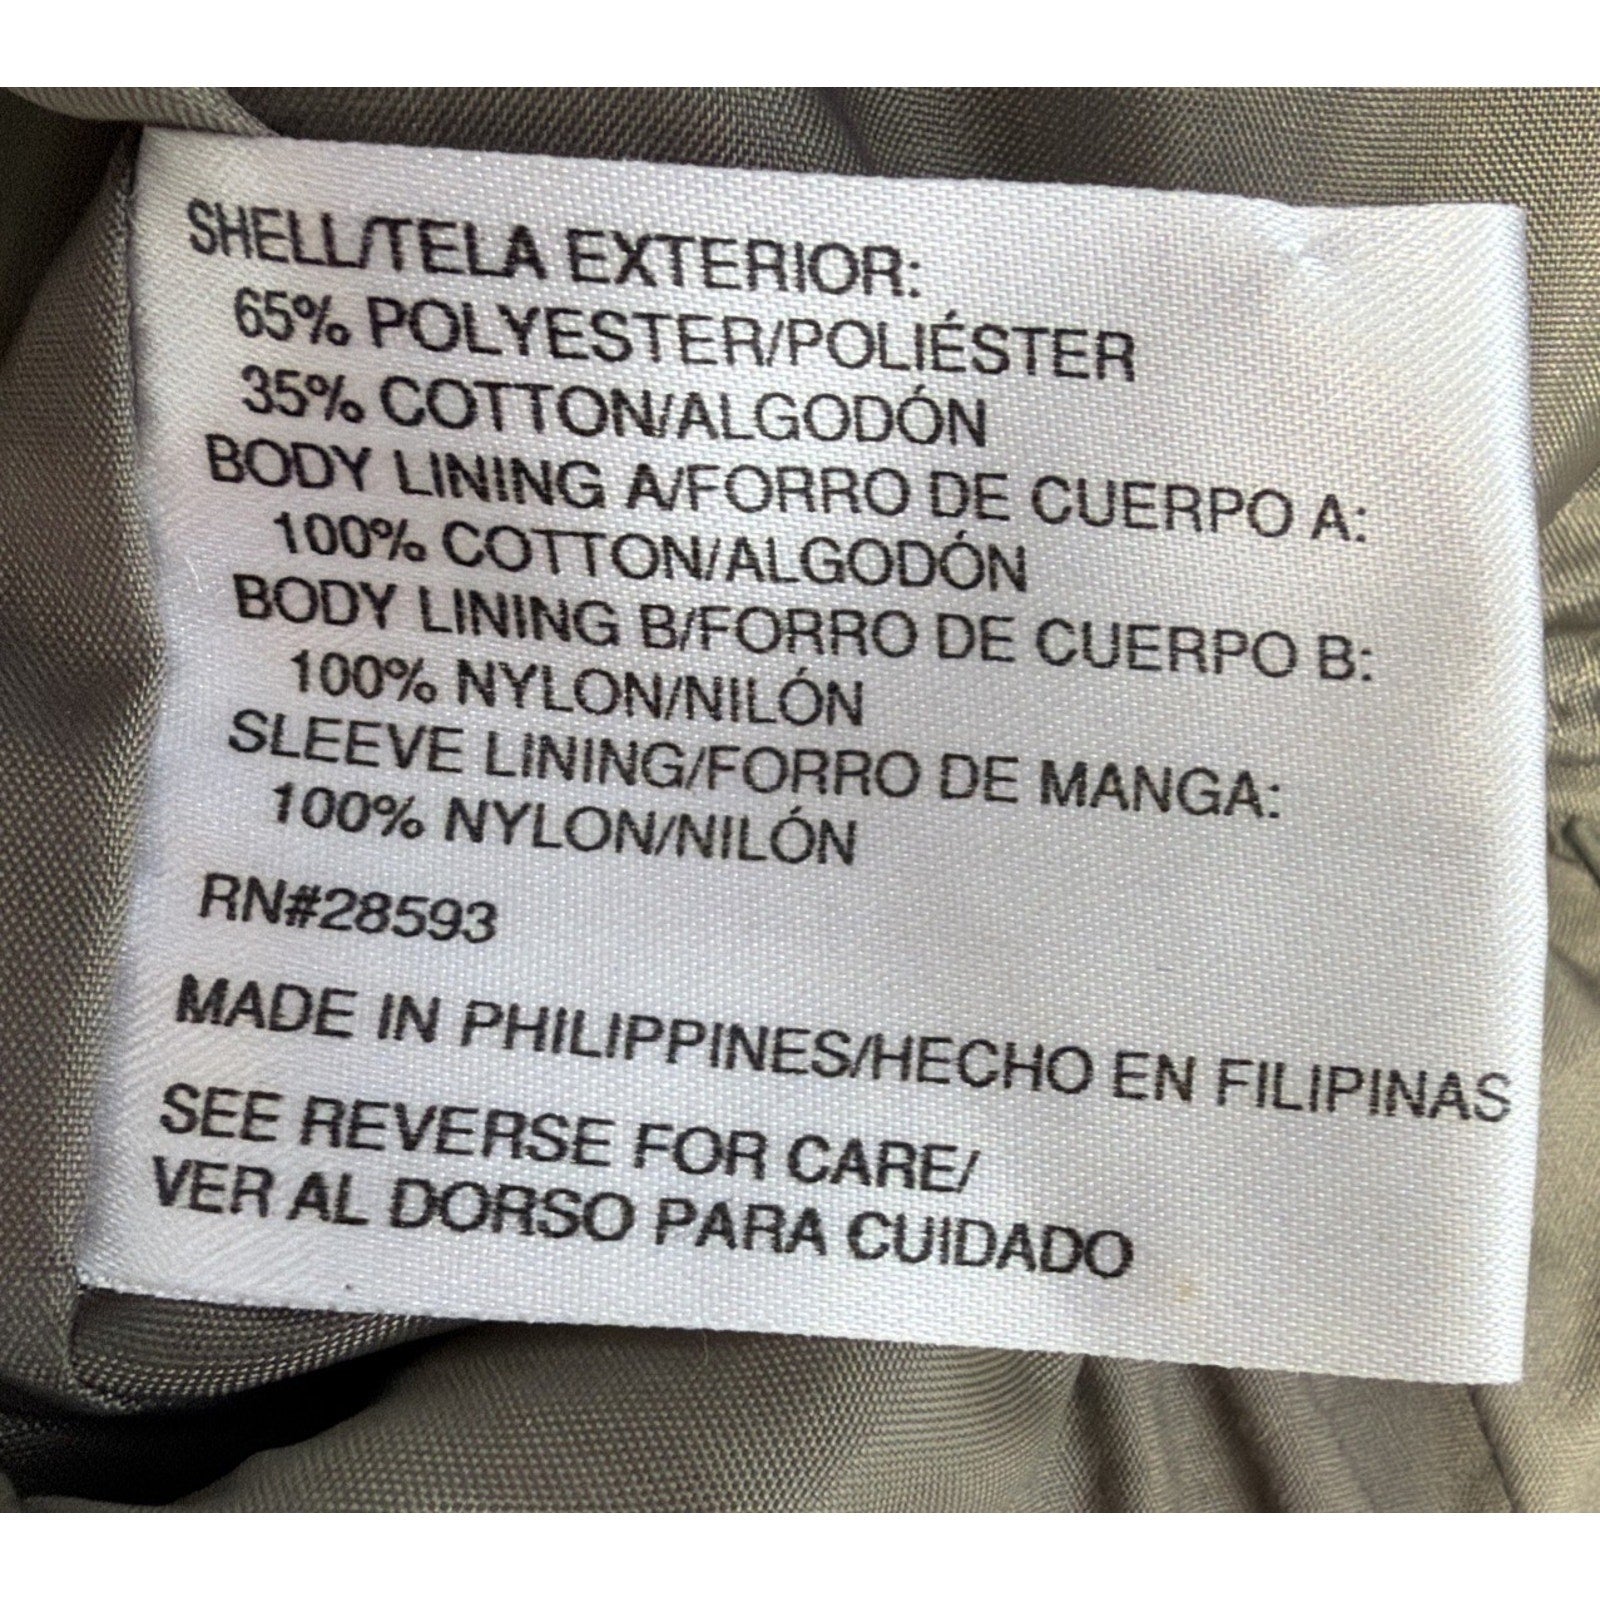 SHELL/TELA EXTERIOR:
65% POLYESTER/POLIÉSTER
35% COTTON/ALGODÓN
BODY LINING A/FORRO DE CUERPO A:
100% COTTON/ALGODÓN
BODY LINING B/FORRO DE CUERPO B:
100% NYLON/NILÓN
SLEEVE LINING/FORRO DE MANGA:
100% NYLON/NILÓN
RN#28593
MADE IN PHILIPPINES/HECHO EN FILIPINAS
SEE REVERSE FOR CARE/
VER AL DORSO PARA CUIDADO